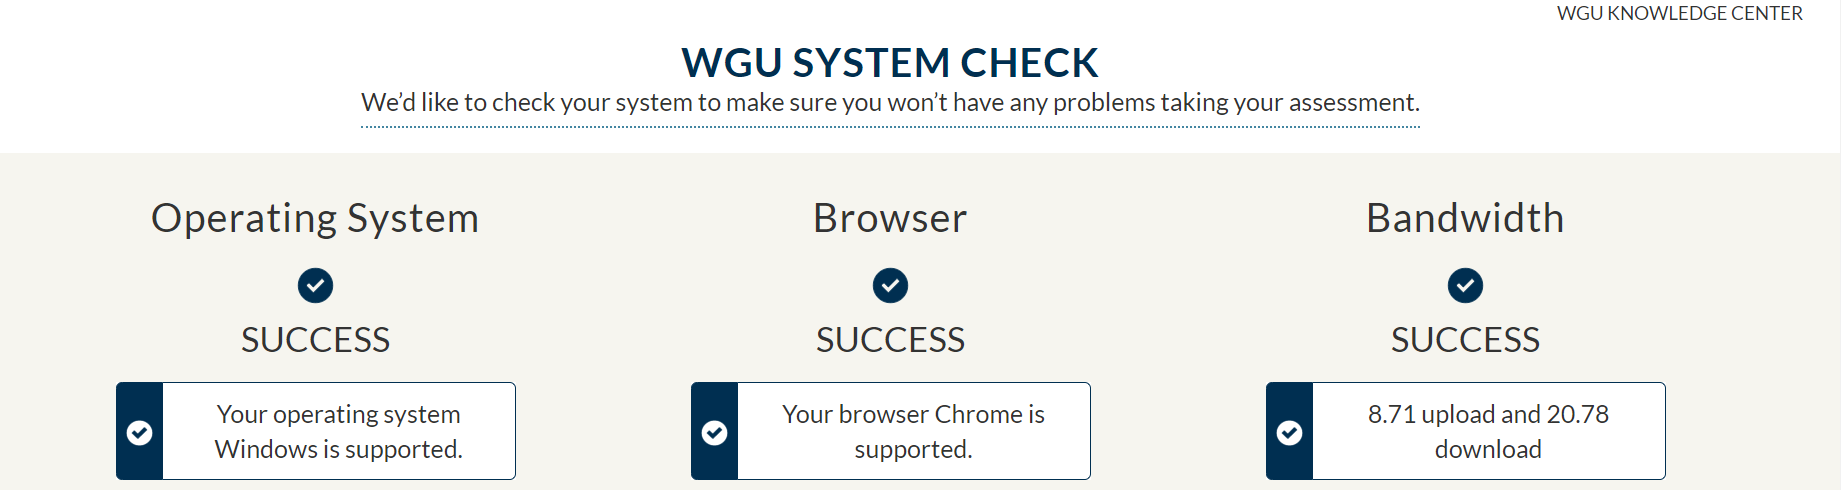 WGU KNOWLEDGE CENTER
WGU SYSTEM CHECK
We’d like to check your system to make sure you won’t have any problems taking your assessment.
Operating System
SUCCESS
Your operating system
Windows is supported.
Browser
SUCCESS
Your browser Chrome is
supported.
Bandwidth
SUCCESS
8.71 upload and 20.78
download